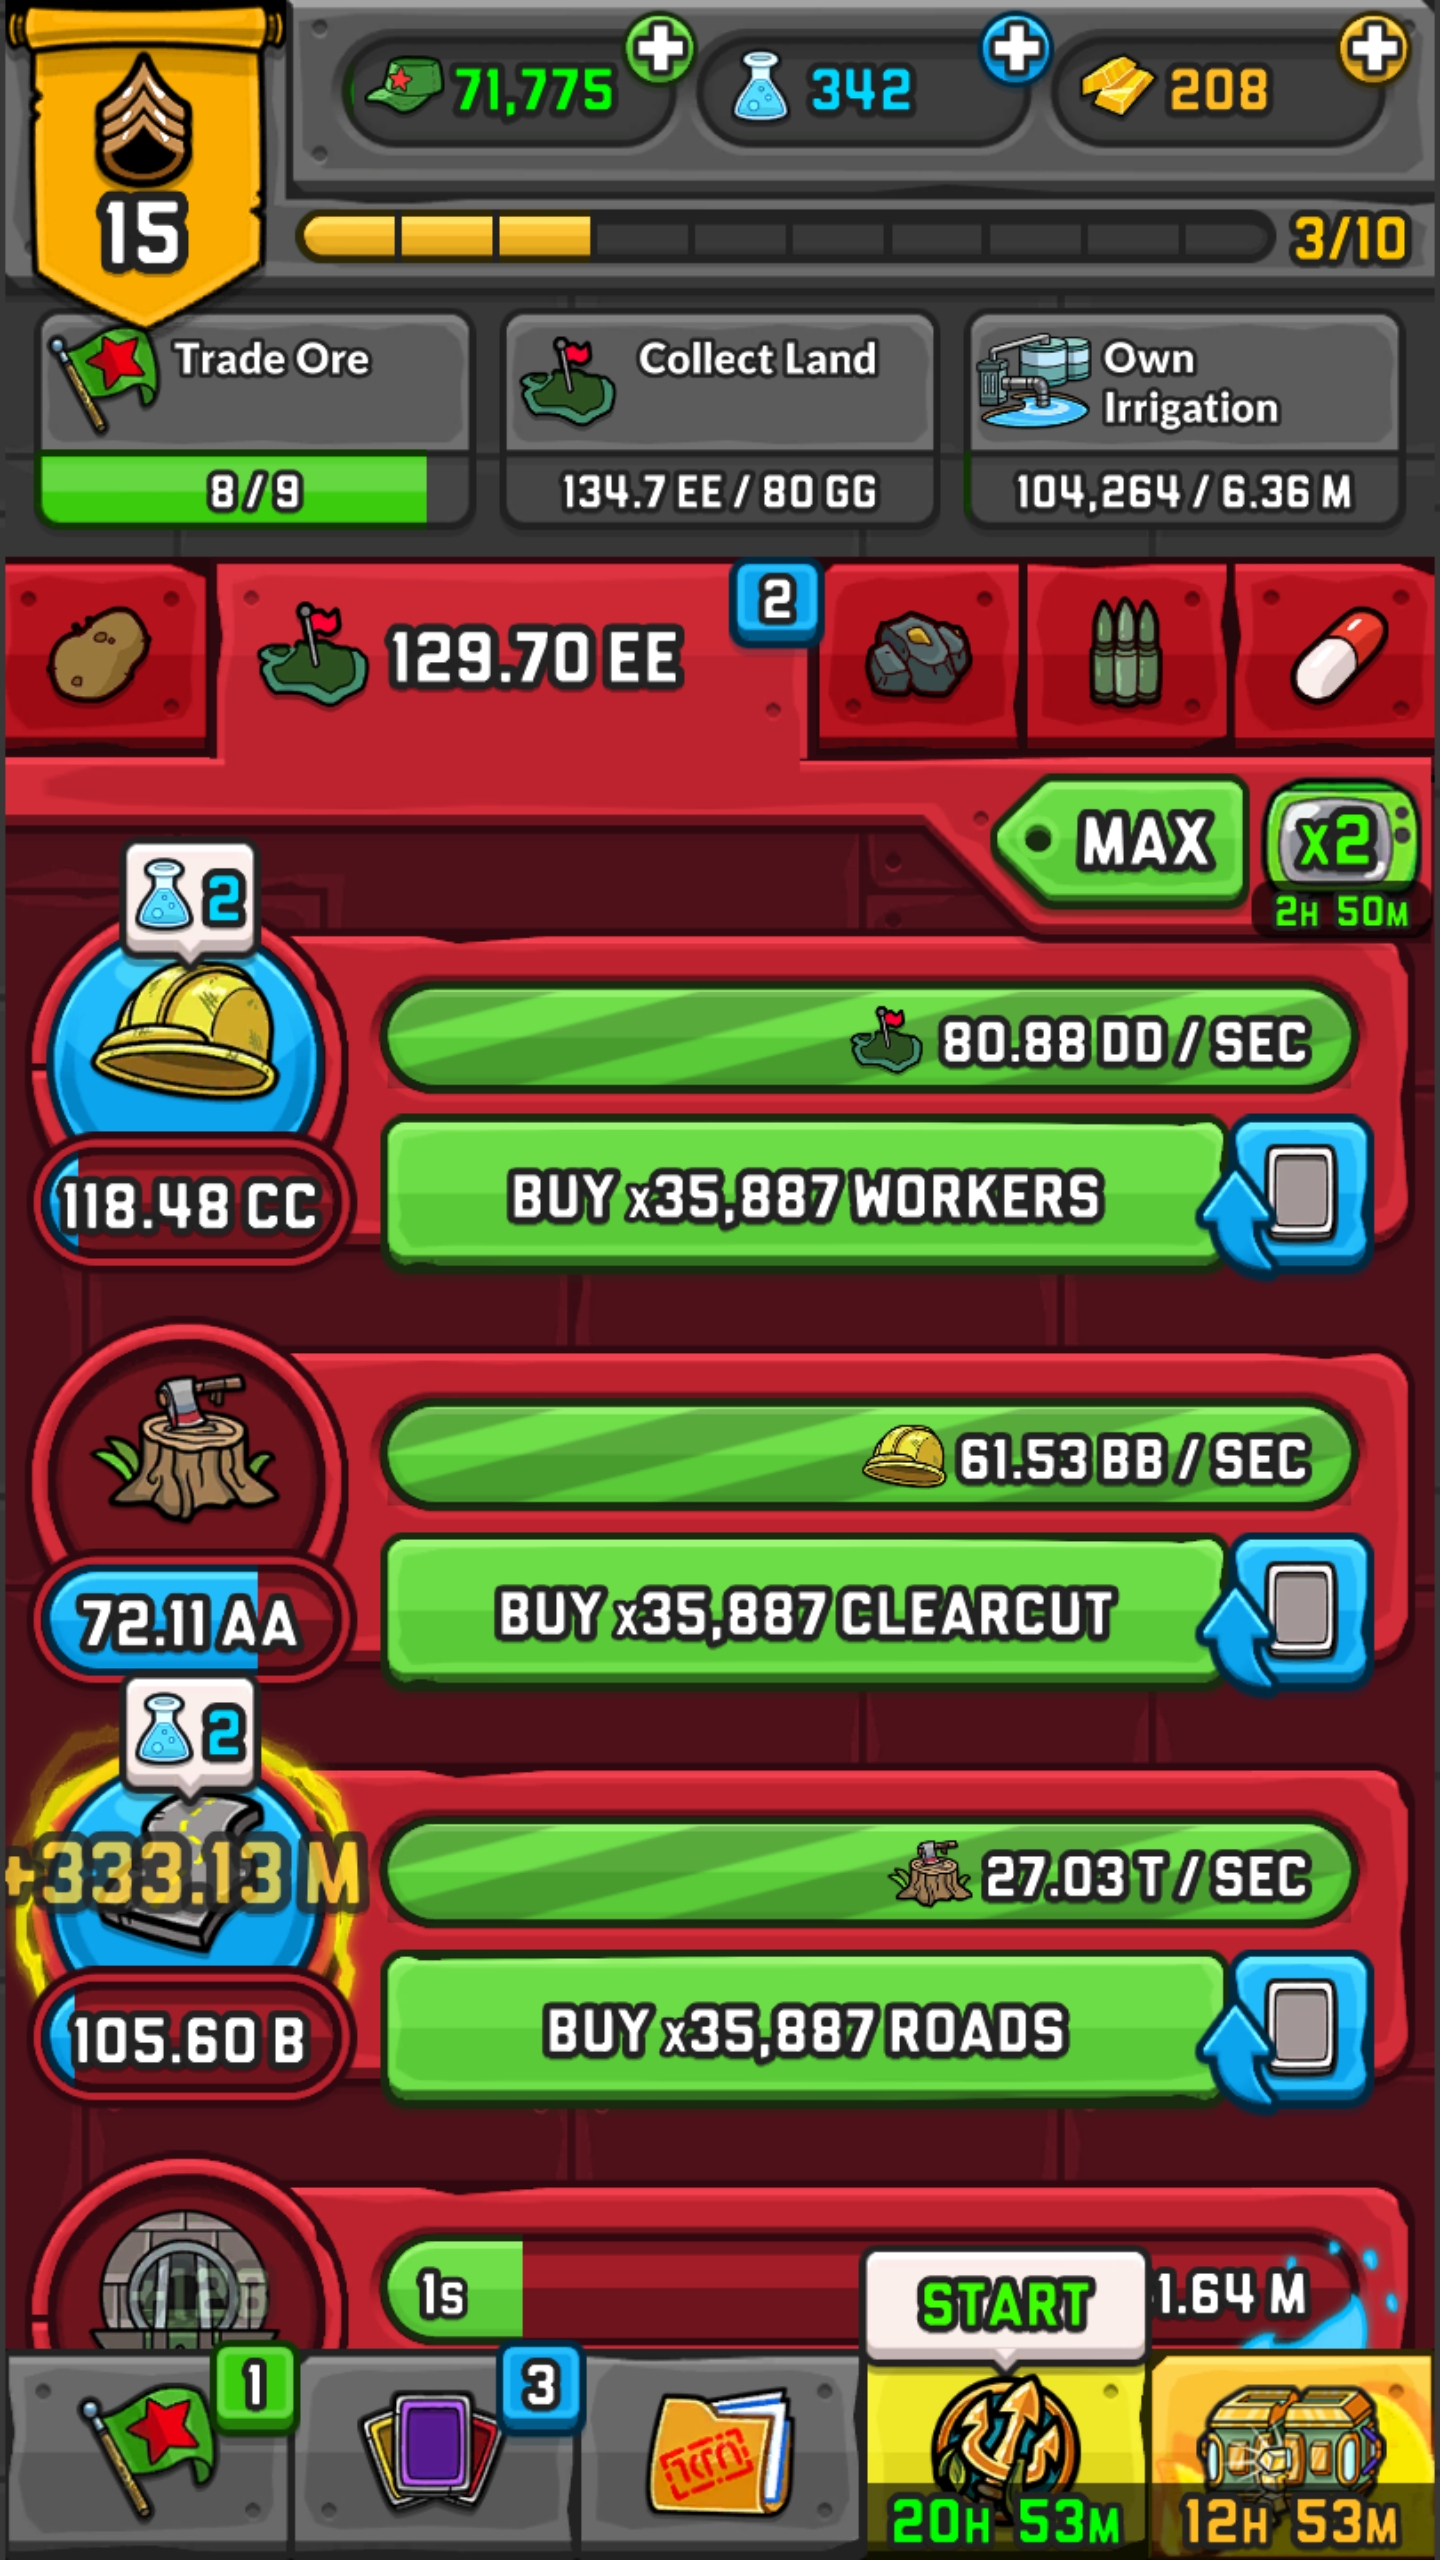 71,775
342
208
15
3/10
Trade Ore
Collect Land
Own
Irrigation
8/9
134.7 EE / 80 GG
104,264 / 6.36 M
129.70 EE
2
MAX
x2
2H 50M
2
80.88 DD / SEC
118.48 CC
BUY x35,887 WORKERS
61.53 BB / SEC
72.11 AA
BUY x35,887 CLEARCUT
2
+333.13 M
27.03 T / SEC
105.60 B
BUY x35,887 ROADS
1s
1.64 M
START
1
3
20H 53M
12H 53M